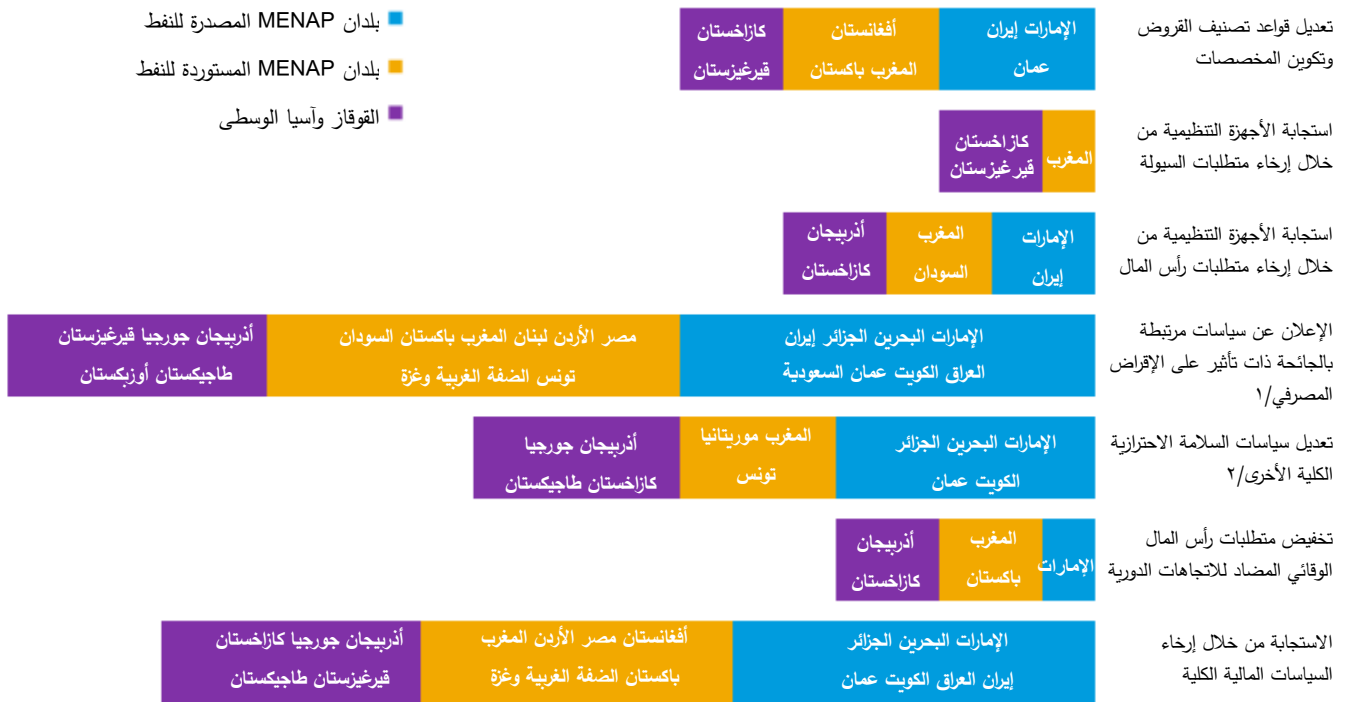 بلدان MENAP المصدرة للنفط
بلدان MENAP المستوردة للنفط
القوقاز وآسيا الوسطى
تعديل قواعد تصنيف القروض
وتكوين المخصصات
الإمارات إيران
عمان
أفغانستان
المغرب باكستان
كازاخستان
قيرغيزستان
استجابة الأجهزة التنظيمية من
خلال إرخاء متطلبات السيولة
المغرب
كازاخستان
قيرغيزستان
استجابة الأجهزة التنظيمية من
خلال إرخاء متطلبات رأس المال
الإمارات
إيران
المغرب
السودان
أذربيجان
كازاخستان
الإعلان عن سياسات مرتبطة
بالجائحة ذات تأثير على الإقراض
المصرفي/١
الإمارات البحرين الجزائر إيران
العراق الكويت عمان السعودية
مصر الأردن لبنان المغرب باكستان السودان
تونس الضفة الغربية وغزة
أذربيجان جورجيا قيرغيزستان
طاجيكستان أوزبكستان
تعديل سياسات السلامة الاحترازية
الكلية الأخرى/٢
الإمارات البحرين الجزائر
الكويت عمان
المغرب موريتانيا
تونس
أذربيجان جورجيا
كازاخستان طاجيكستان
تخفيض متطلبات رأس المال
الوقائي المضاد للاتجاهات الدورية
الإمارات
المغرب
باكستان
أذربيجان
كازاخستان
الاستجابة من خلال إرخاء
السياسات المالية الكلية
الإمارات البحرين الجزائر
إيران العراق الكويت عمان
أفغانستان مصر الأردن المغرب
باكستان الضفة الغربية وغزة
أذربيجان جورجيا كازاخستان
قيرغيزستان طاجيكستان